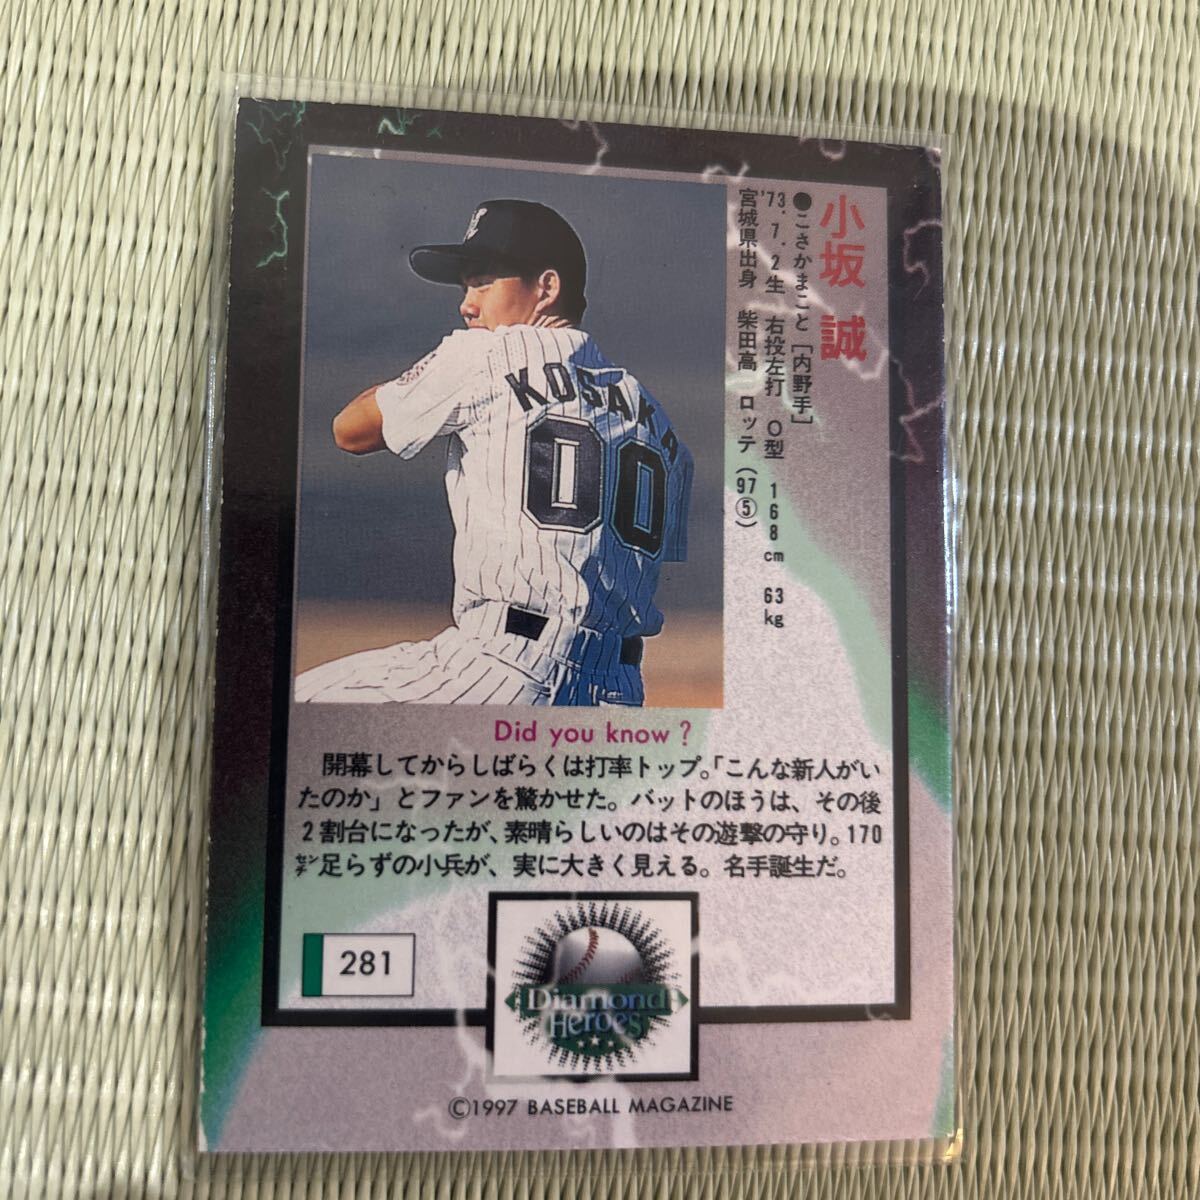 小坂 誠
●こさかまこと [内野手]
'73.7.2生 右投左打 O型 168cm 63kg
宮城県出身 柴田高 ロッテ(97⑤)
KOSAKA
00
Did you know?
開幕してからしばらくは打率トップ。「こんな新人がい
たのか」とファンを驚かせた。バットのほうは、その後
2割台になったが、素晴らしいのはその遊撃の守り。170
センチ足らずの小兵が、実に大きく見える。名手誕生だ。
281
Diamond
Heroes
©1997 BASEBALL MAGAZINE